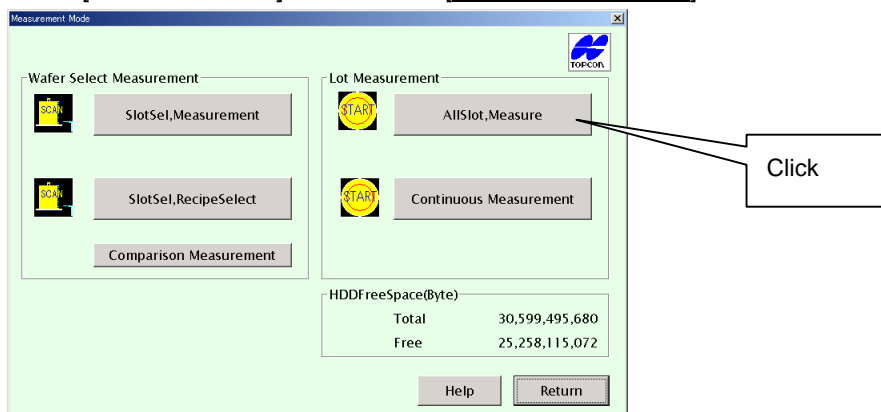 Measurement Mode
TOPCON
Wafer Select Measurement
SCAN
SlotSel,Measurement
SCAN
SlotSel,RecipeSelect
Comparison Measurement
Lot Measurement
START
AllSlot,Measure
START
Continuous Measurement
HDDFreeSpace(Byte)
Total 30,599,495,680
Free 25,258,115,072
Help
Return
Click